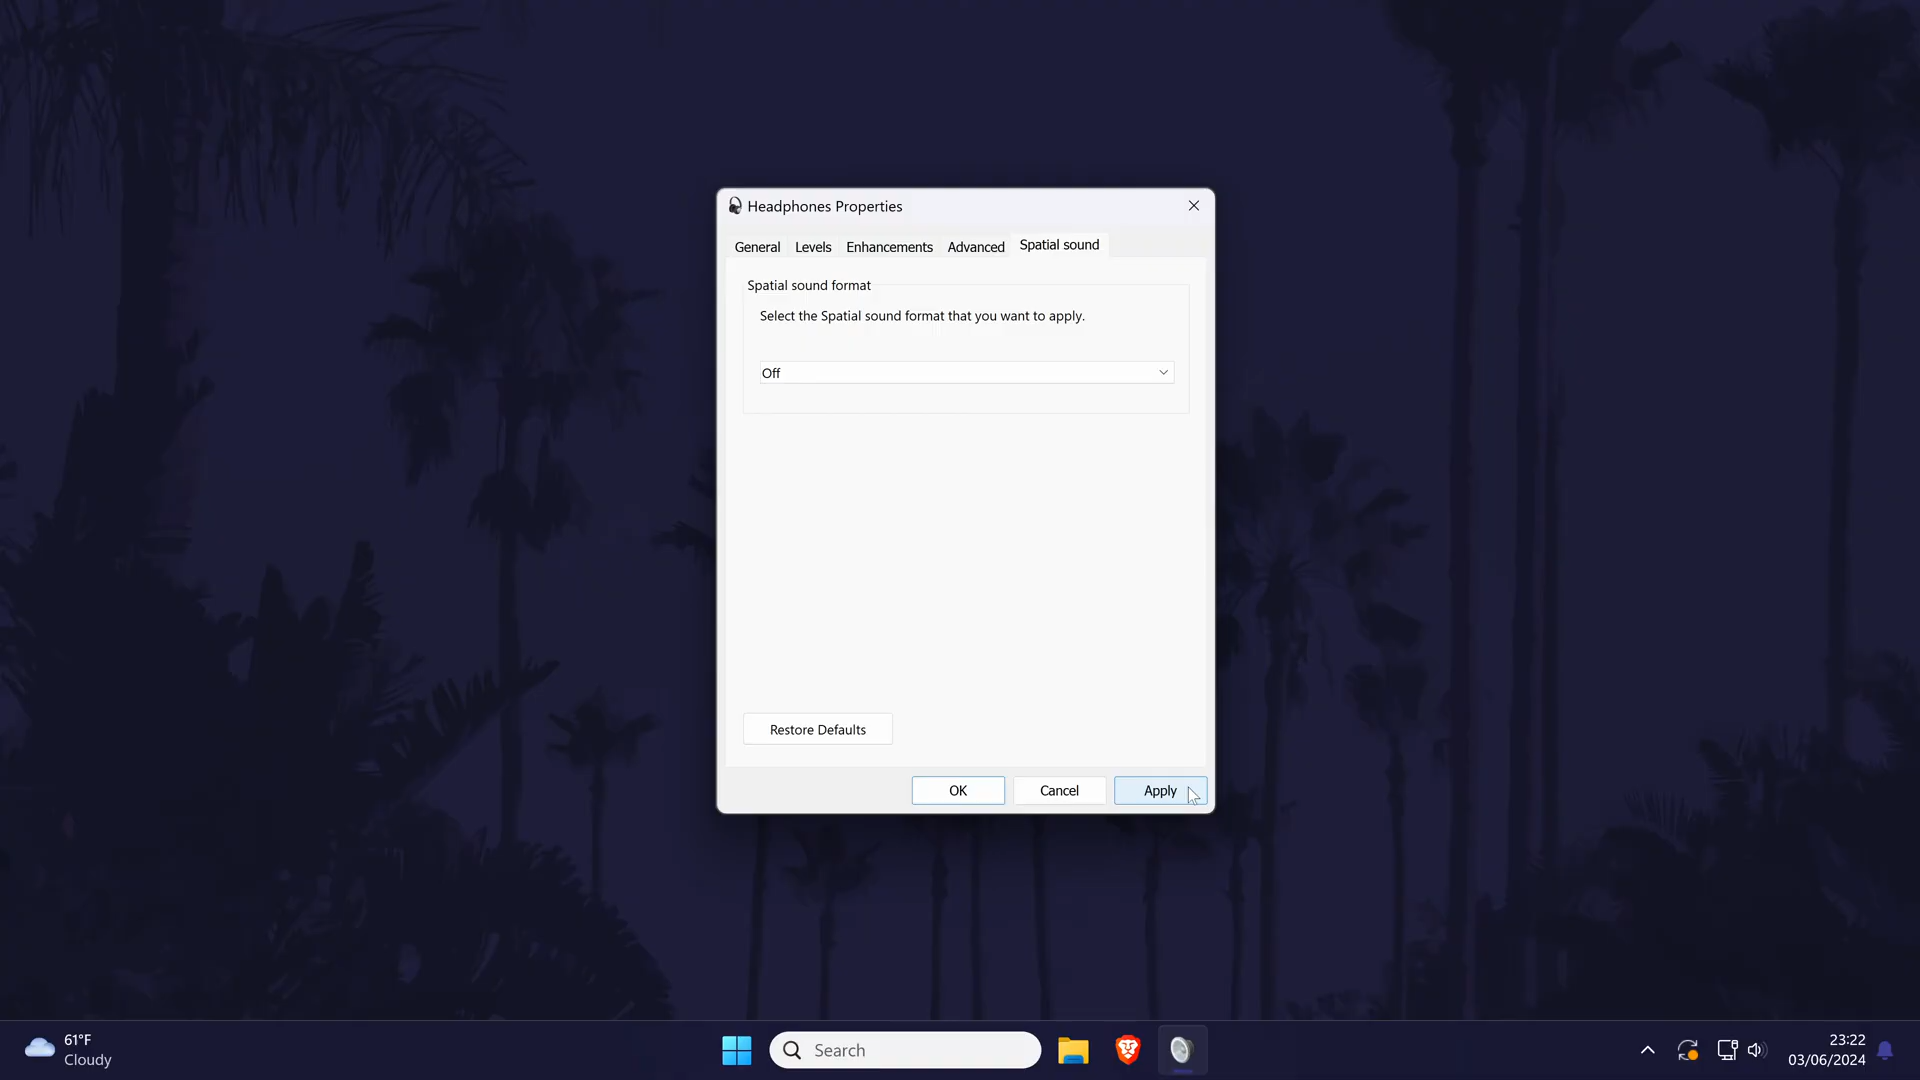 Headphones Properties
General Levels Enhancements Advanced Spatial sound
Spatial sound format
Select the Spatial sound format that you want to apply.
Off
Restore Defaults
OK Cancel Apply
61°F
Cloudy
Search
23:22
03/06/2024